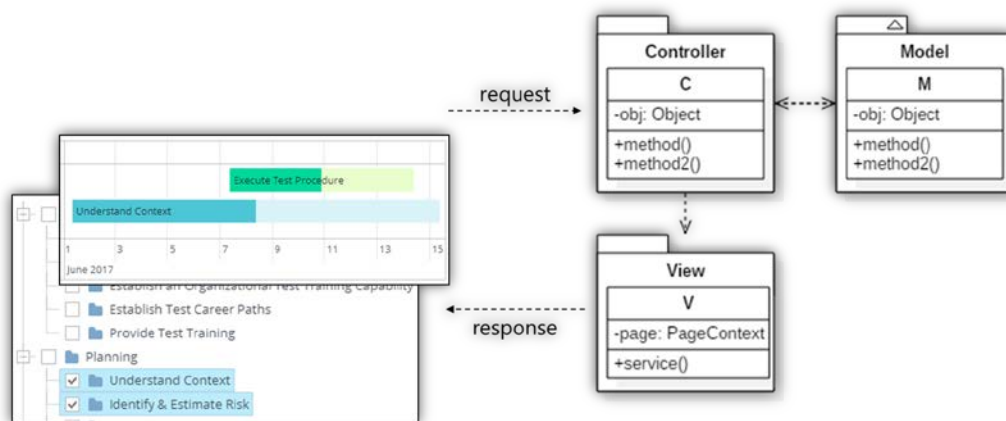 request
Controller
C
-obj: Object
+method()
+method2()
Model
M
-obj: Object
+method()
+method2()
Execute Test Procedure
Understand Context
1 3 5 7 9 11 13 15
June 2017
Establish an Organizational Test Training Capability
Establish Test Career Paths
Provide Test Training
Planning
Understand Context
Identify & Estimate Risk
response
View
V
-page: PageContext
+service()